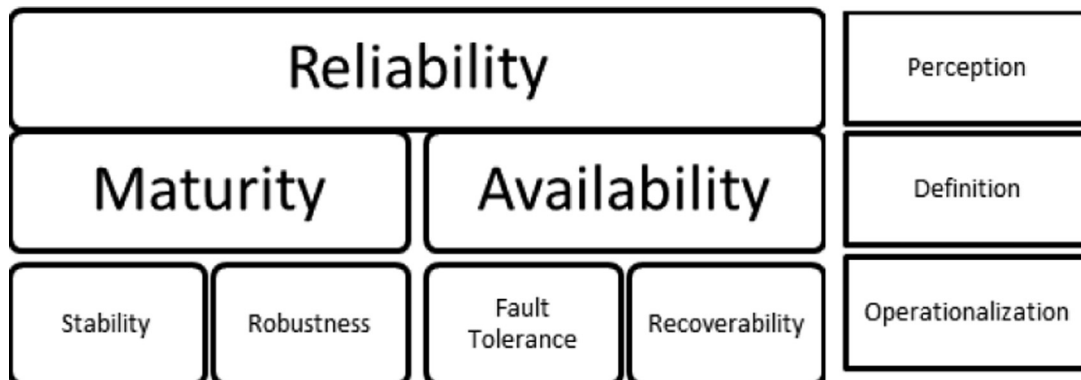 Reliability
Perception
Maturity
Availability
Definition
Stability
Robustness
Fault
Tolerance
Recoverability
Operationalization